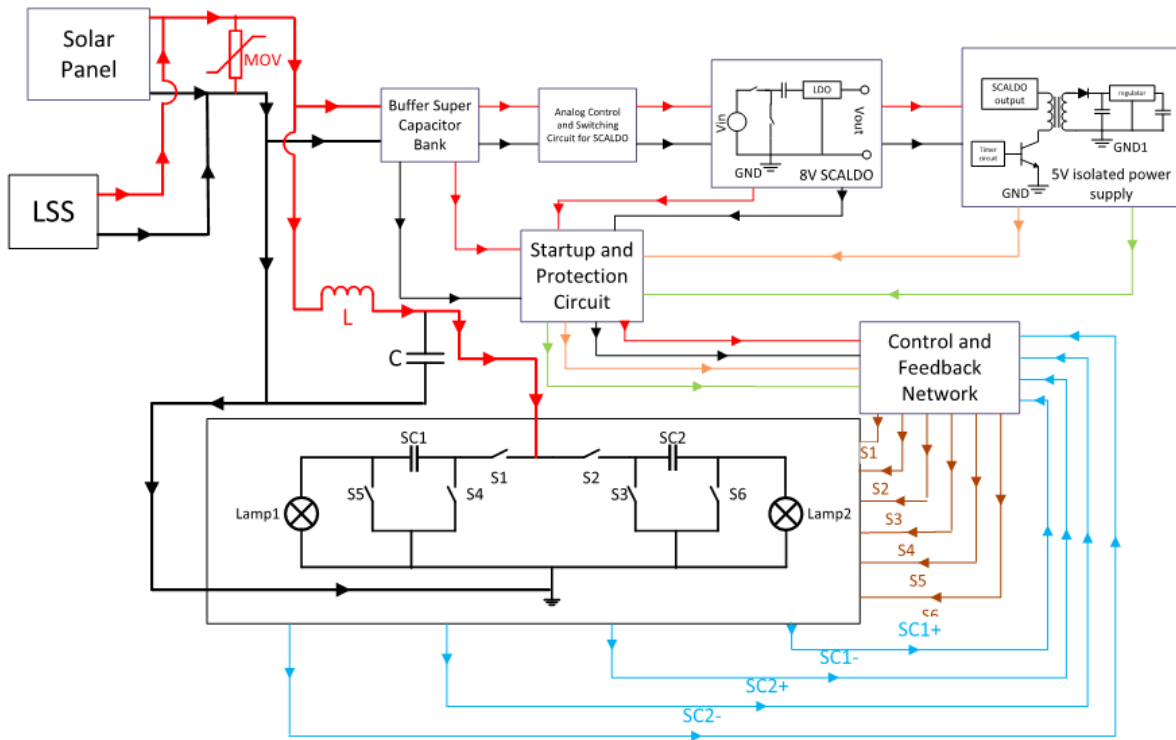 Solar
Panel
MOV
LSS
Buffer Super
Capacitor
Bank
Analog Control
and Switching
Circuit for SCALDO
Vin
LDO
Vout
GND
8V SCALDO
SCALDO
output
Timer
circuit
regulator
GND1
GND
5V isolated power
supply
Startup and
Protection
Circuit
L
C
Control and
Feedback
Network
SC1
SC2
S1
S2
S5
S4
S3
S6
Lamp1
Lamp2
S1
S2
S3
S4
S5
S6
SC1+
SC1-
SC2+
SC2-